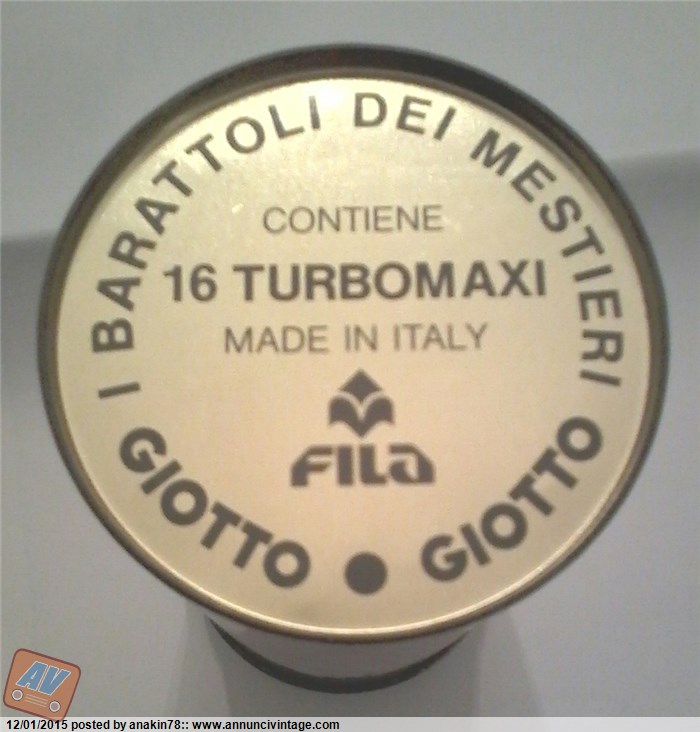 I BARATTOLI DEI MESTIERI
CONTIENE
16 TURBOMAXI
MADE IN ITALY
FILA
GIOTTO • GIOTTO
AV
12/01/2015 posted by anakin78:: www.annuncivintage.com